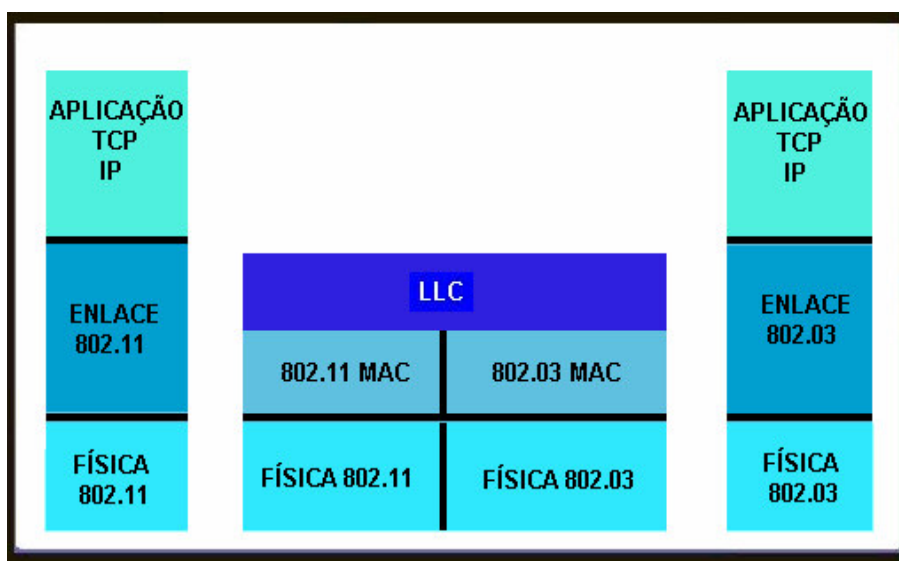 APLICAÇÃO
TCP
IP
ENLACE
802.11
FÍSICA
802.11
LLC
802.11 MAC
802.03 MAC
FÍSICA 802.11
FÍSICA 802.03
APLICAÇÃO
TCP
IP
ENLACE
802.03
FÍSICA
802.03